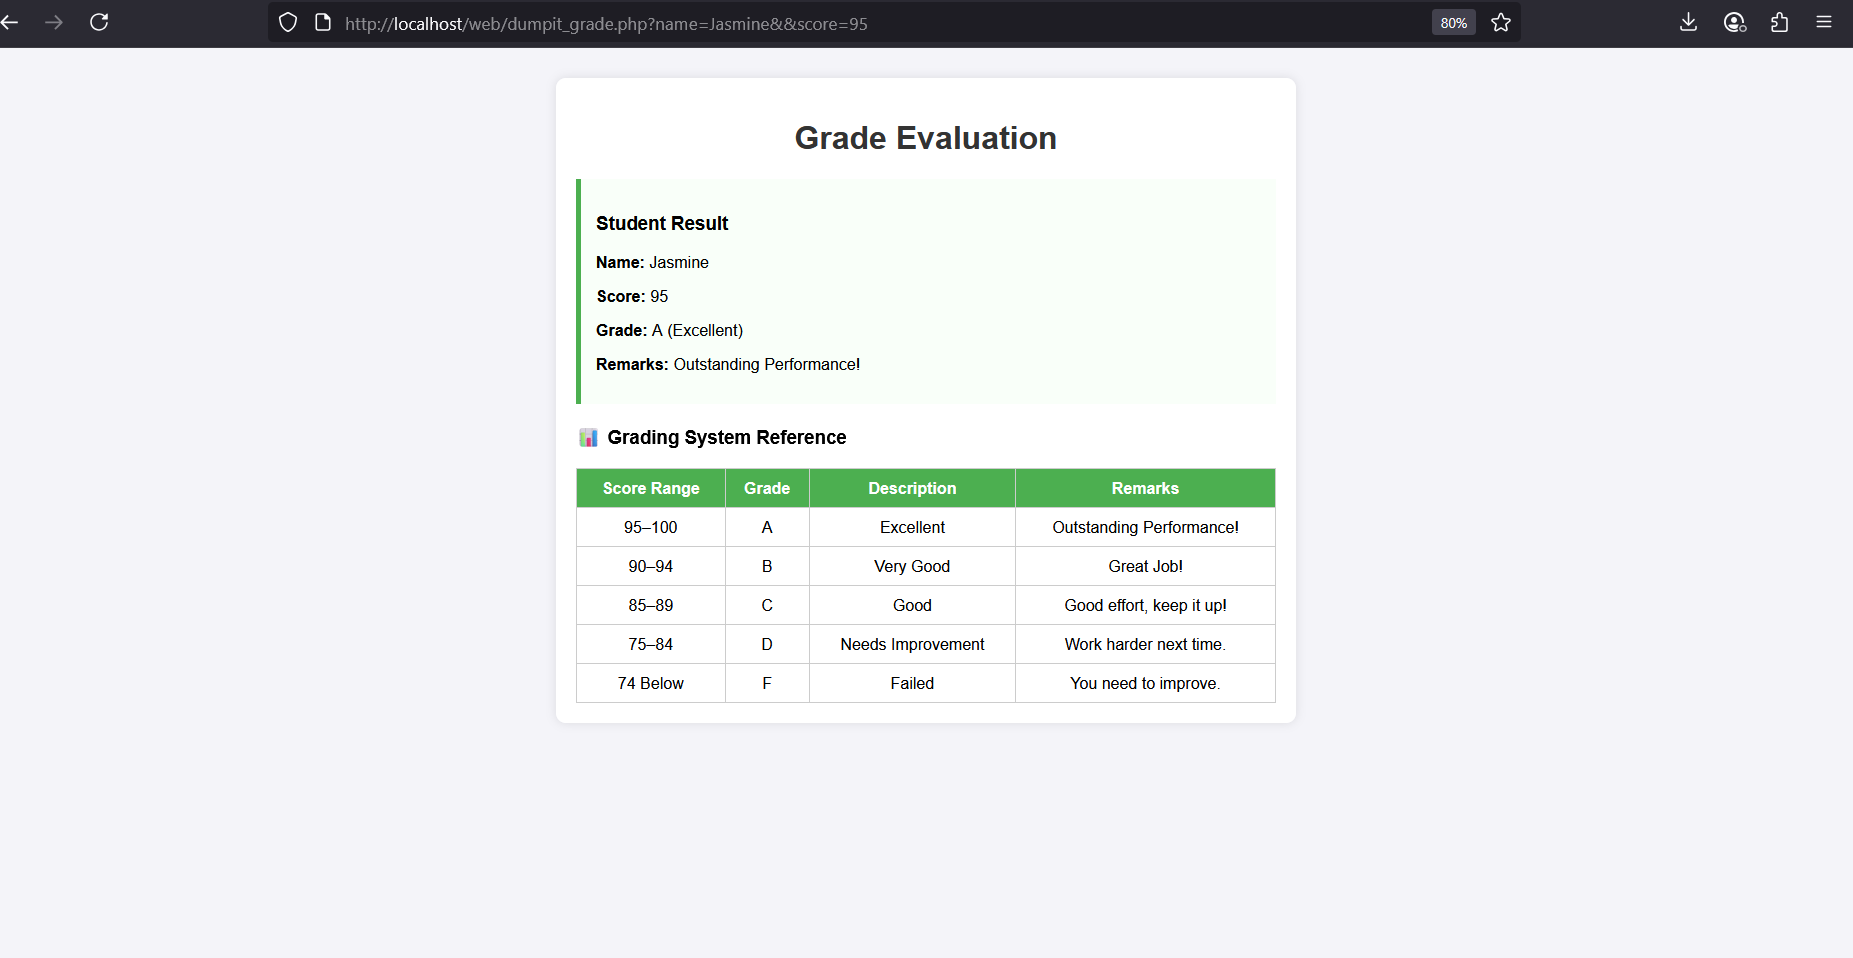 http://localhost/web/dumpit_grade.php?name=Jasmine&&score=95
80%
Grade Evaluation
Student Result
Name: Jasmine
Score: 95
Grade: A (Excellent)
Remarks: Outstanding Performance!
Grading System Reference
Score Range Grade Description Remarks
95–100 A Excellent Outstanding Performance!
90–94 B Very Good Great Job!
85–89 C Good Good effort, keep it up!
75–84 D Needs Improvement Work harder next time.
74 Below F Failed You need to improve.